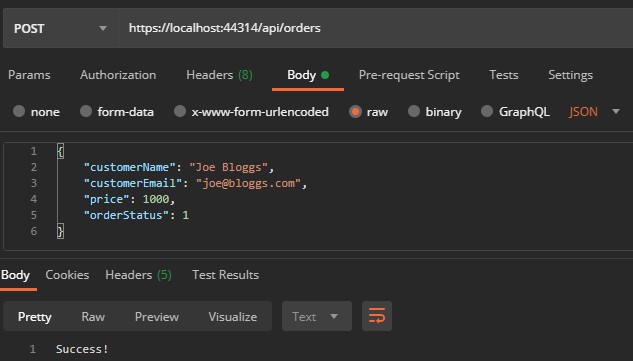 POST https://localhost:44314/api/orders
Params Authorization Headers (8) Body Pre-request Script Tests Settings
none form-data x-www-form-urlencoded raw binary GraphQL JSON
1 {
2 "customerName": "Joe Bloggs",
3 "customerEmail": "joe@bloggs.com",
4 "price": 1000,
5 "orderStatus": 1
6 }
Body Cookies Headers (5) Test Results
Pretty Raw Preview Visualize Text
1 Success!